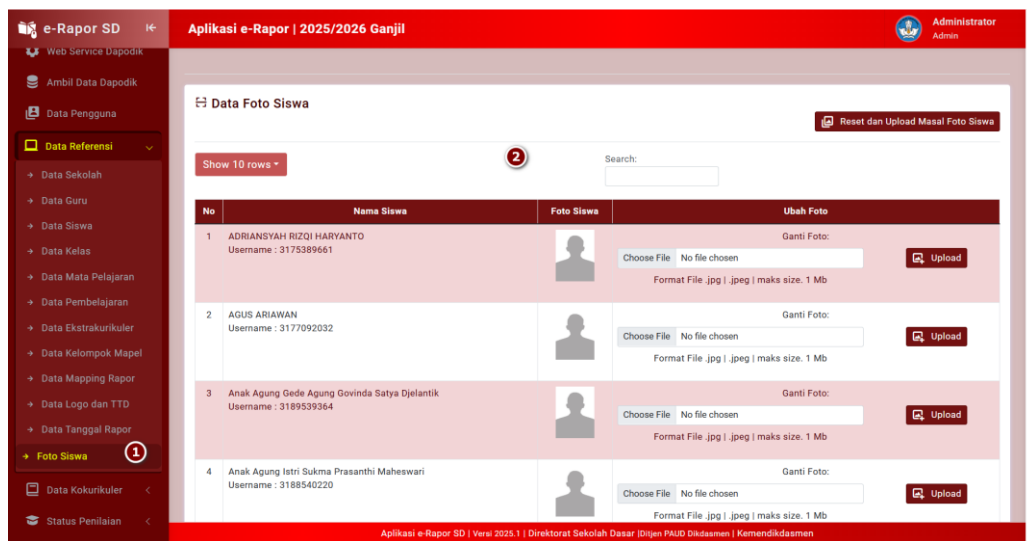 e-Rapor SD
Aplikasi e-Rapor | 2025/2026 Ganjil
Administrator
Admin
Web Service Dapodik
Ambil Data Dapodik
Data Pengguna
Data Referensi
Data Sekolah
Data Guru
Data Siswa
Data Kelas
Data Mata Pelajaran
Data Pembelajaran
Data Ekstrakurikuler
Data Kelompok Mapel
Data Mapping Rapor
Data Logo dan TTD
Data Tanggal Rapor
Foto Siswa
1
Data Kokurikuler
Status Penilaian
Data Foto Siswa
Reset dan Upload Masal Foto Siswa
Show 10 rows
2
Search:
No Nama Siswa Foto Siswa Ubah Foto
1 ADRIANSYAH RIZQI HARYANTO
Username : 3175389661
Ganti Foto:
Choose File No file chosen Upload
Format File .jpg | .jpeg | maks size. 1 Mb
2 AGUS ARIAWAN
Username : 3177092032
Ganti Foto:
Choose File No file chosen Upload
Format File .jpg | .jpeg | maks size. 1 Mb
3 Anak Agung Gede Agung Govinda Satya Djelantik
Username : 3189539364
Ganti Foto:
Choose File No file chosen Upload
Format File .jpg | .jpeg | maks size. 1 Mb
4 Anak Agung Istri Sukma Prasanthi Maheswari
Username : 3188540220
Ganti Foto:
Choose File No file chosen Upload
Format File .jpg | .jpeg | maks size. 1 Mb
Aplikasi e-Rapor SD | Versi 2025.1 | Direktorat Sekolah Dasar |Ditjen PAUD Dikdasmen | Kemendikdasmen